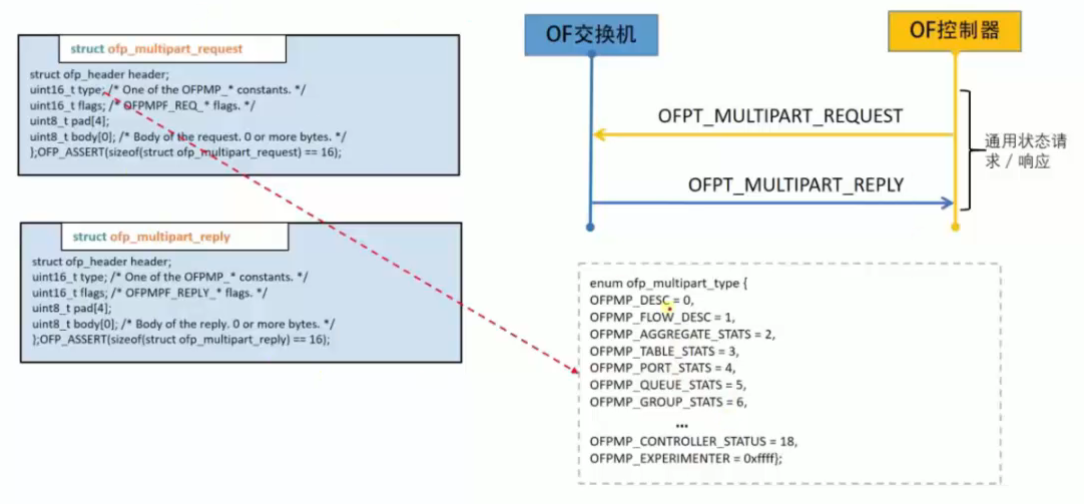 struct ofp_multipart_request
struct ofp_header header;
uint16_t type; /* One of the OFPMP_* constants. */
uint16_t flags; /* OFPMPF_REQ_* flags. */
uint8_t pad[4];
uint8_t body[0]; /* Body of the request. 0 or more bytes. */
};OFP_ASSERT(sizeof(struct ofp_multipart_request) == 16);
struct ofp_multipart_reply
struct ofp_header header;
uint16_t type; /* One of the OFPMP_* constants. */
uint16_t flags; /* OFPMPF_REPLY_* flags. */
uint8_t pad[4];
uint8_t body[0]; /* Body of the reply. 0 or more bytes. */
};OFP_ASSERT(sizeof(struct ofp_multipart_reply) == 16);
OF交换机
OF控制器
OFPT_MULTIPART_REQUEST
OFPT_MULTIPART_REPLY
通用状态请
求 / 响应
enum ofp_multipart_type {
OFPMP_DESC = 0,
OFPMP_FLOW_DESC = 1,
OFPMP_AGGREGATE_STATS = 2,
OFPMP_TABLE_STATS = 3,
OFPMP_PORT_STATS = 4,
OFPMP_QUEUE_STATS = 5,
OFPMP_GROUP_STATS = 6,
...
OFPMP_CONTROLLER_STATUS = 18,
OFPMP_EXPERIMENTER = 0xffff};